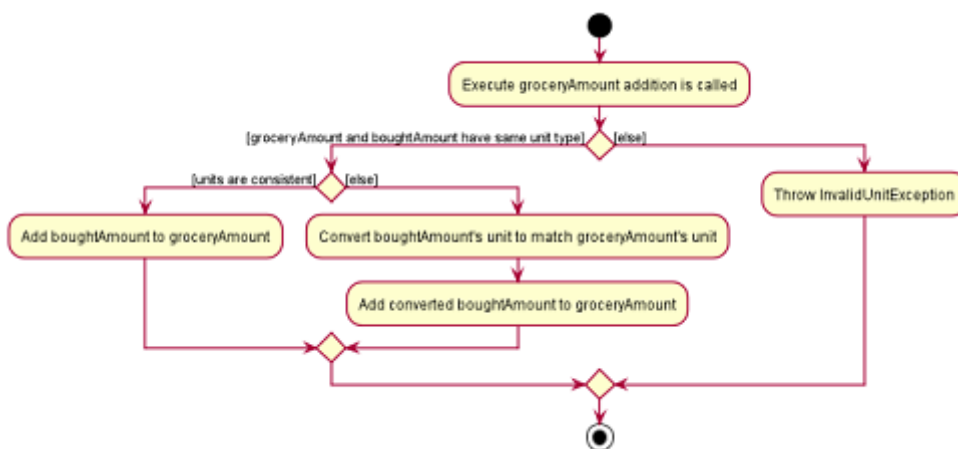 Execute groceryAmount addition is called
[groceryAmount and boughtAmount have same unit type]
[else]
[units are consistent]
[else]
Throw InvalidUnitException
Add boughtAmount to groceryAmount
Convert boughtAmount's unit to match groceryAmount's unit
Add converted boughtAmount to groceryAmount